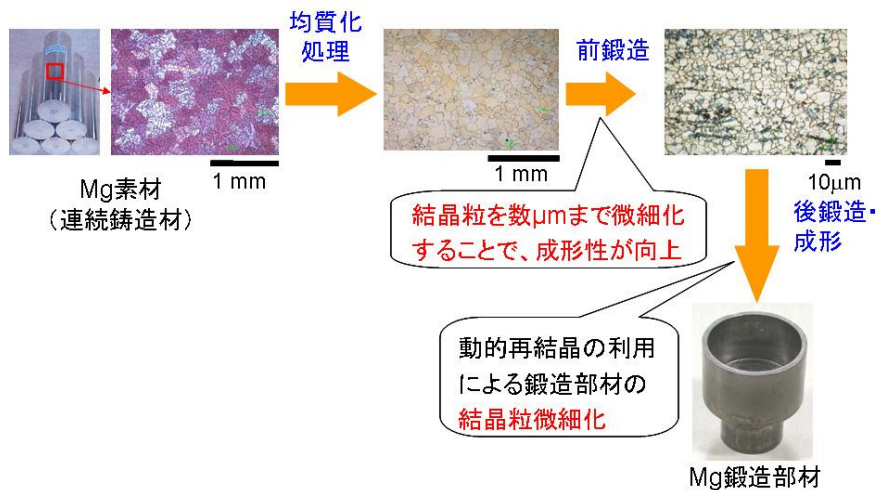 均質化
処理
前鍛造
1 mm
1 mm
10μm
Mg素材
（連続鋳造材）
結晶粒を数μmまで微細化
することで、成形性が向上
後鍛造・
成形
動的再結晶の利用
による鍛造部材の
結晶粒微細化
Mg鍛造部材